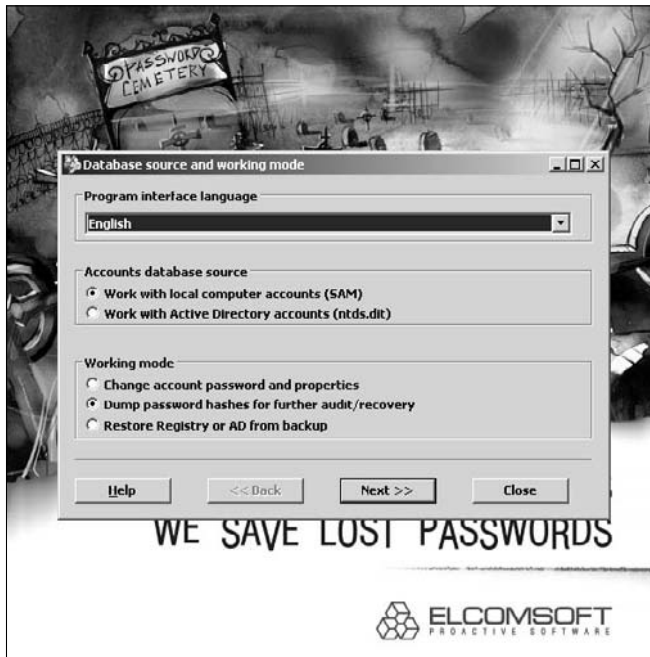 PASSWORD
CEMETERY
Database source and working mode
Program interface language
English
Accounts database source
Work with local computer accounts (SAM)
Work with Active Directory accounts (ntds.dit)
Working mode
Change account password and properties
Dump password hashes for further audit/recovery
Restore Registry or AD from backup
Help
<< Back
Next >>
Close
WE SAVE LOST PASSWORDS
ELCOMSOFT
PROACTIVE SOFTWARE